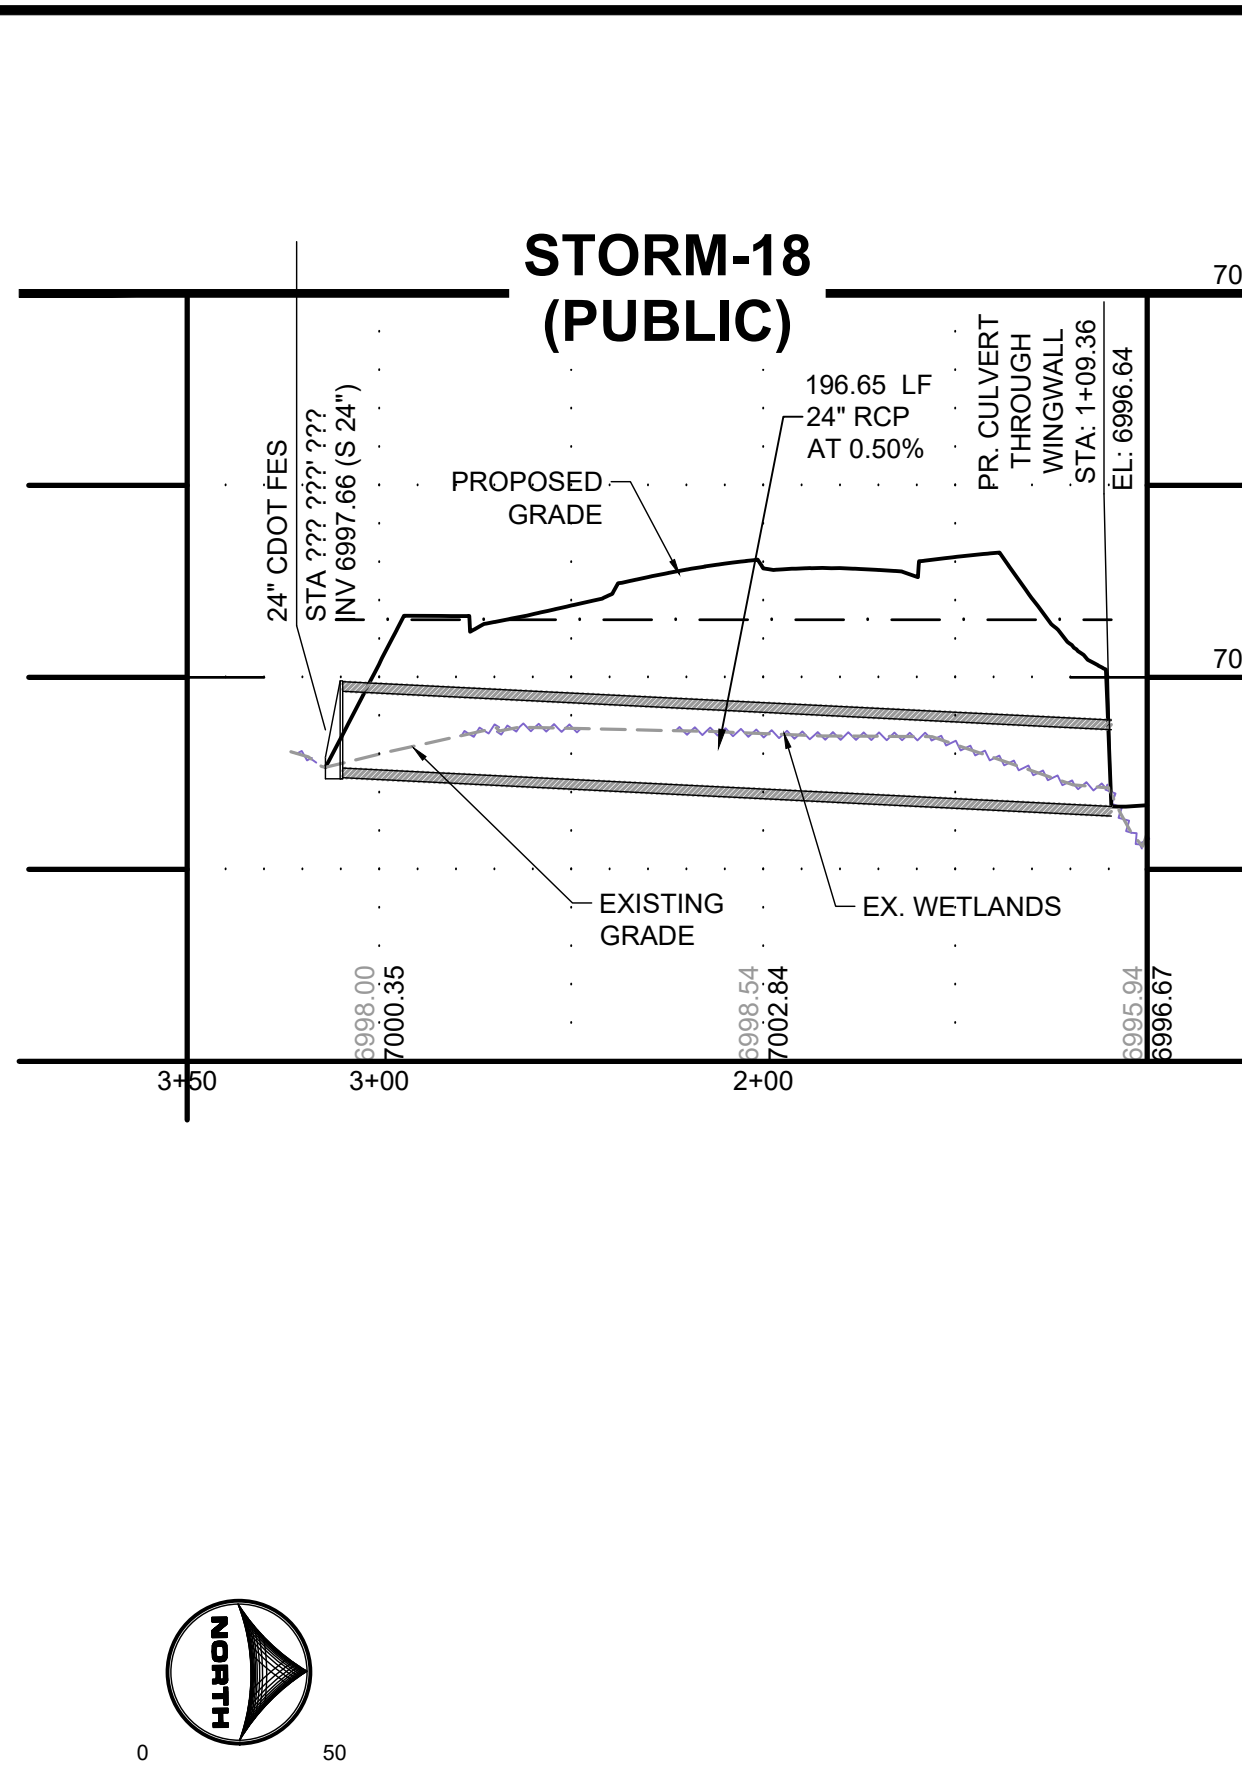 STORM-18
(PUBLIC)
70
24" CDOT FES
STA ??? ???' ???
INV 6997.66 (S 24")
PROPOSED
GRADE
196.65 LF
24" RCP
AT 0.50%
PR. CULVERT
THROUGH
WINGWALL
STA: 1+09.36
EL: 6996.64
70
EXISTING
GRADE
EX. WETLANDS
6998.00
7000.35
6998.54
7002.84
6995.94
6996.67
3+50
3+00
2+00
NORTH
0
50